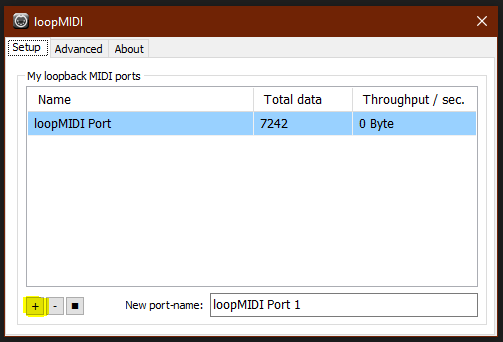 loopMIDI
Setup Advanced About
My loopback MIDI ports
Name Total data Throughput / sec.
loopMIDI Port 7242 0 Byte
+ - New port-name: loopMIDI Port 1